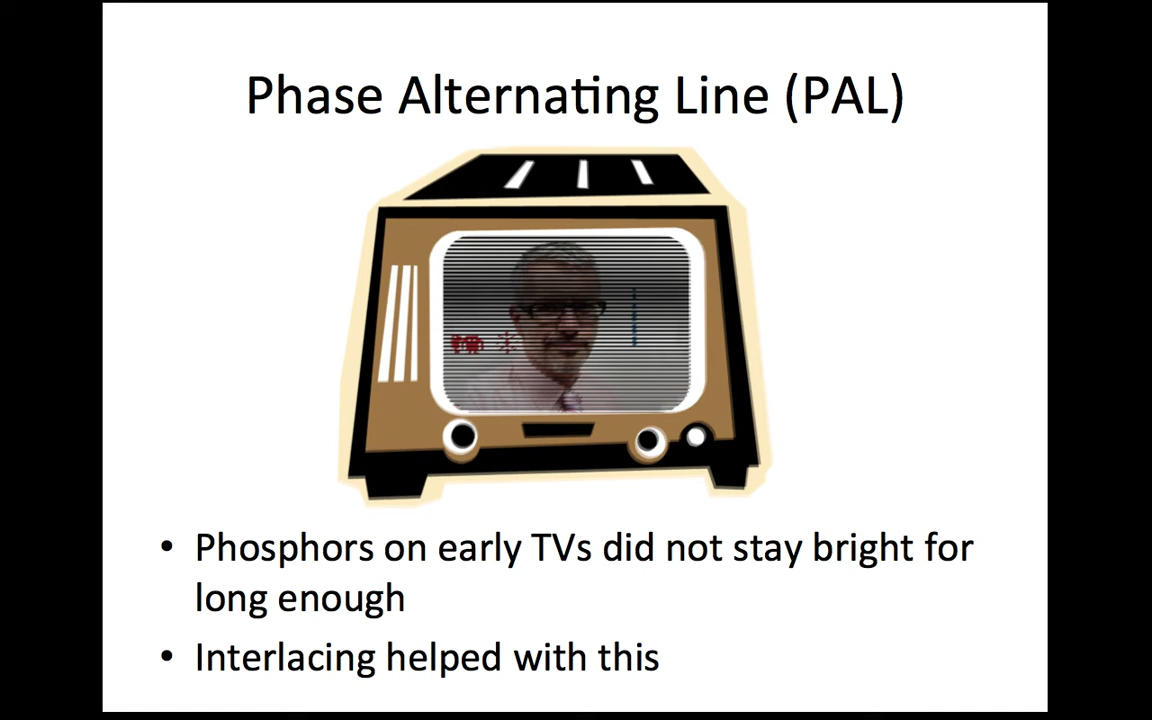 Phase Alternating Line (PAL)
• Phosphors on early TVs did not stay bright for
long enough
• Interlacing helped with this